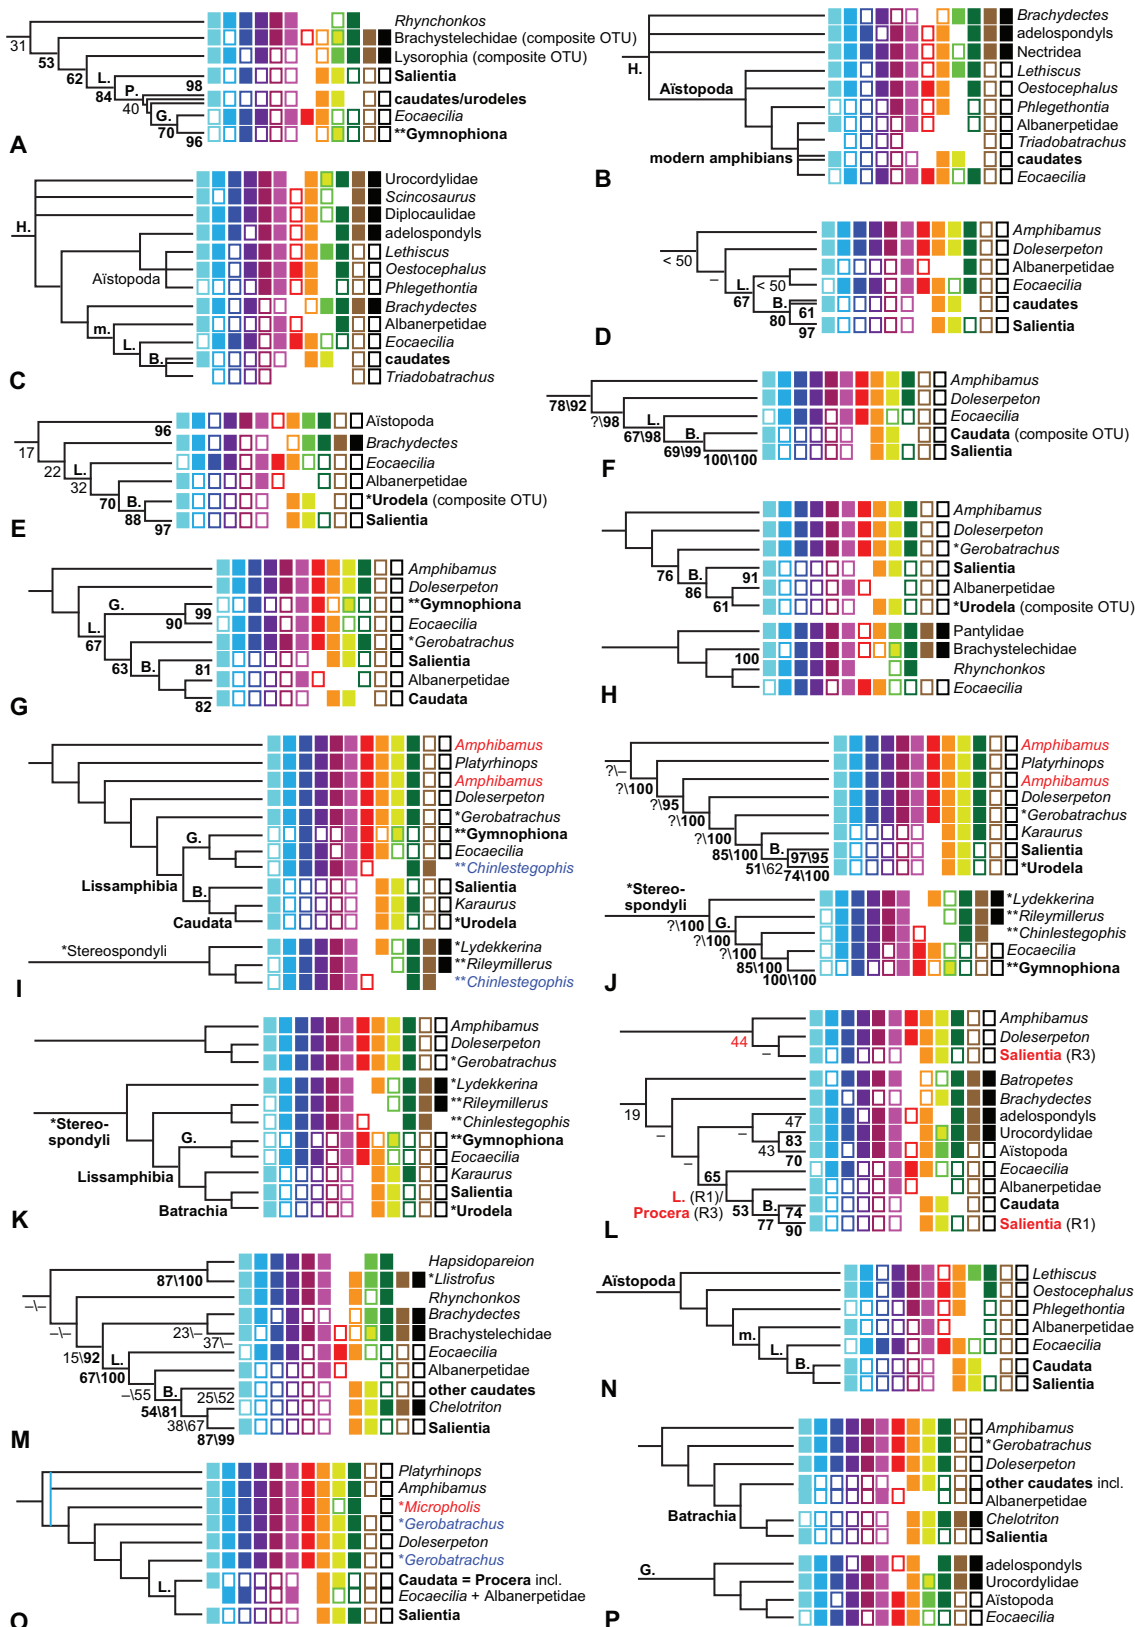 Rhynchonkos
Brachystelechidae (composite OTU)
Lysorophia (composite OTU)
Salientia
caudates/urodeles
Eocaecilia
**Gymnophiona
31
53
62
L.
84
98
P.
40
G.
70
96
A
Brachydectes
adelospondyls
Nectridea
Lethiscus
Oestocephalus
Phlegethontia
Albanerpetidae
Triadobatrachus
caudates
Eocaecilia
H.
Aïstopoda
modern amphibians
B
Urocordylidae
Scincosaurus
Diplocaulidae
adelospondyls
Lethiscus
Oestocephalus
Phlegethontia
Brachydectes
Albanerpetidae
Eocaecilia
caudates
Triadobatrachus
H.
Aïstopoda
m.
L.
B.
C
Amphibamus
Doleserpeton
Albanerpetidae
Eocaecilia
caudates
Salientia
< 50
–
L.
67
< 50
B.
61
80
97
D
Aïstopoda
Brachydectes
Eocaecilia
Albanerpetidae
*Urodela (composite OTU)
Salientia
96
17
22
L.
32
70
B.
88
97
E
Amphibamus
Doleserpeton
Eocaecilia
Caudata (composite OTU)
Salientia
78\92
?\98
L.
67\98
B.
69\99
100\100
F
Amphibamus
Doleserpeton
**Gymnophiona
Eocaecilia
*Gerobatrachus
Salientia
Albanerpetidae
Caudata
G.
99
90
L.
67
63
B.
81
82
G
Amphibamus
Doleserpeton
*Gerobatrachus
Salientia
Albanerpetidae
*Urodela (composite OTU)
Pantylidae
Brachystelechidae
Rhynchonkos
Eocaecilia
76
B.
91
86
61
100
H
Amphibamus
Platyrhinops
Amphibamus
Doleserpeton
*Gerobatrachus
**Gymnophiona
Eocaecilia
**Chinlestegophis
Salientia
Karaurus
*Urodela
*Lydekkerina
**Rileymillerus
**Chinlestegophis
G.
Lissamphibia
B.
Caudata
*Stereospondyli
I
Amphibamus
Platyrhinops
Amphibamus
Doleserpeton
*Gerobatrachus
Karaurus
Salientia
*Urodela
*Lydekkerina
**Rileymillerus
**Chinlestegophis
Eocaecilia
**Gymnophiona
?\–
?\100
?\95
?\100
?\100
85\100
B.
97\95
51\62
74\100
*Stereo-
spondyli
?\100
G.
?\100
?\100
85\100
100\100
J
Amphibamus
Doleserpeton
*Gerobatrachus
*Lydekkerina
**Rileymillerus
**Chinlestegophis
**Gymnophiona
Eocaecilia
Karaurus
Salientia
*Urodela
*Stereo-
spondyli
G.
Lissamphibia
Batrachia
K
Amphibamus
Doleserpeton
Salientia (R3)
Batropetes
Brachydectes
adelospondyls
Urocordylidae
Aïstopoda
Eocaecilia
Albanerpetidae
Caudata
Salientia (R1)
44
–
19
–
–
–
47
83
43
70
65
L. (R1)/
Procera (R3)
53
B.
74
77
90
L
Hapsidopareion
*Llistrofus
Rhynchonkos
Brachydectes
Brachystelechidae
Eocaecilia
Albanerpetidae
other caudates
Chelotriton
Salientia
87\100
–\–
–\–
23\–
37\–
15\92
L.
67\100
–\55
B.
25\52
54\81
38\67
87\99
M
Lethiscus
Oestocephalus
Phlegethontia
Albanerpetidae
Eocaecilia
Caudata
Salientia
Aïstopoda
m.
L.
B.
N
Platyrhinops
Amphibamus
*Micropholis
*Gerobatrachus
Doleserpeton
*Gerobatrachus
Caudata = Procera incl.
Eocaecilia + Albanerpetidae
Salientia
L.
O
Amphibamus
*Gerobatrachus
Doleserpeton
other caudates incl.
Albanerpetidae
Chelotriton
Salientia
adelospondyls
Urocordylidae
Aïstopoda
Eocaecilia
Batrachia
G.
P